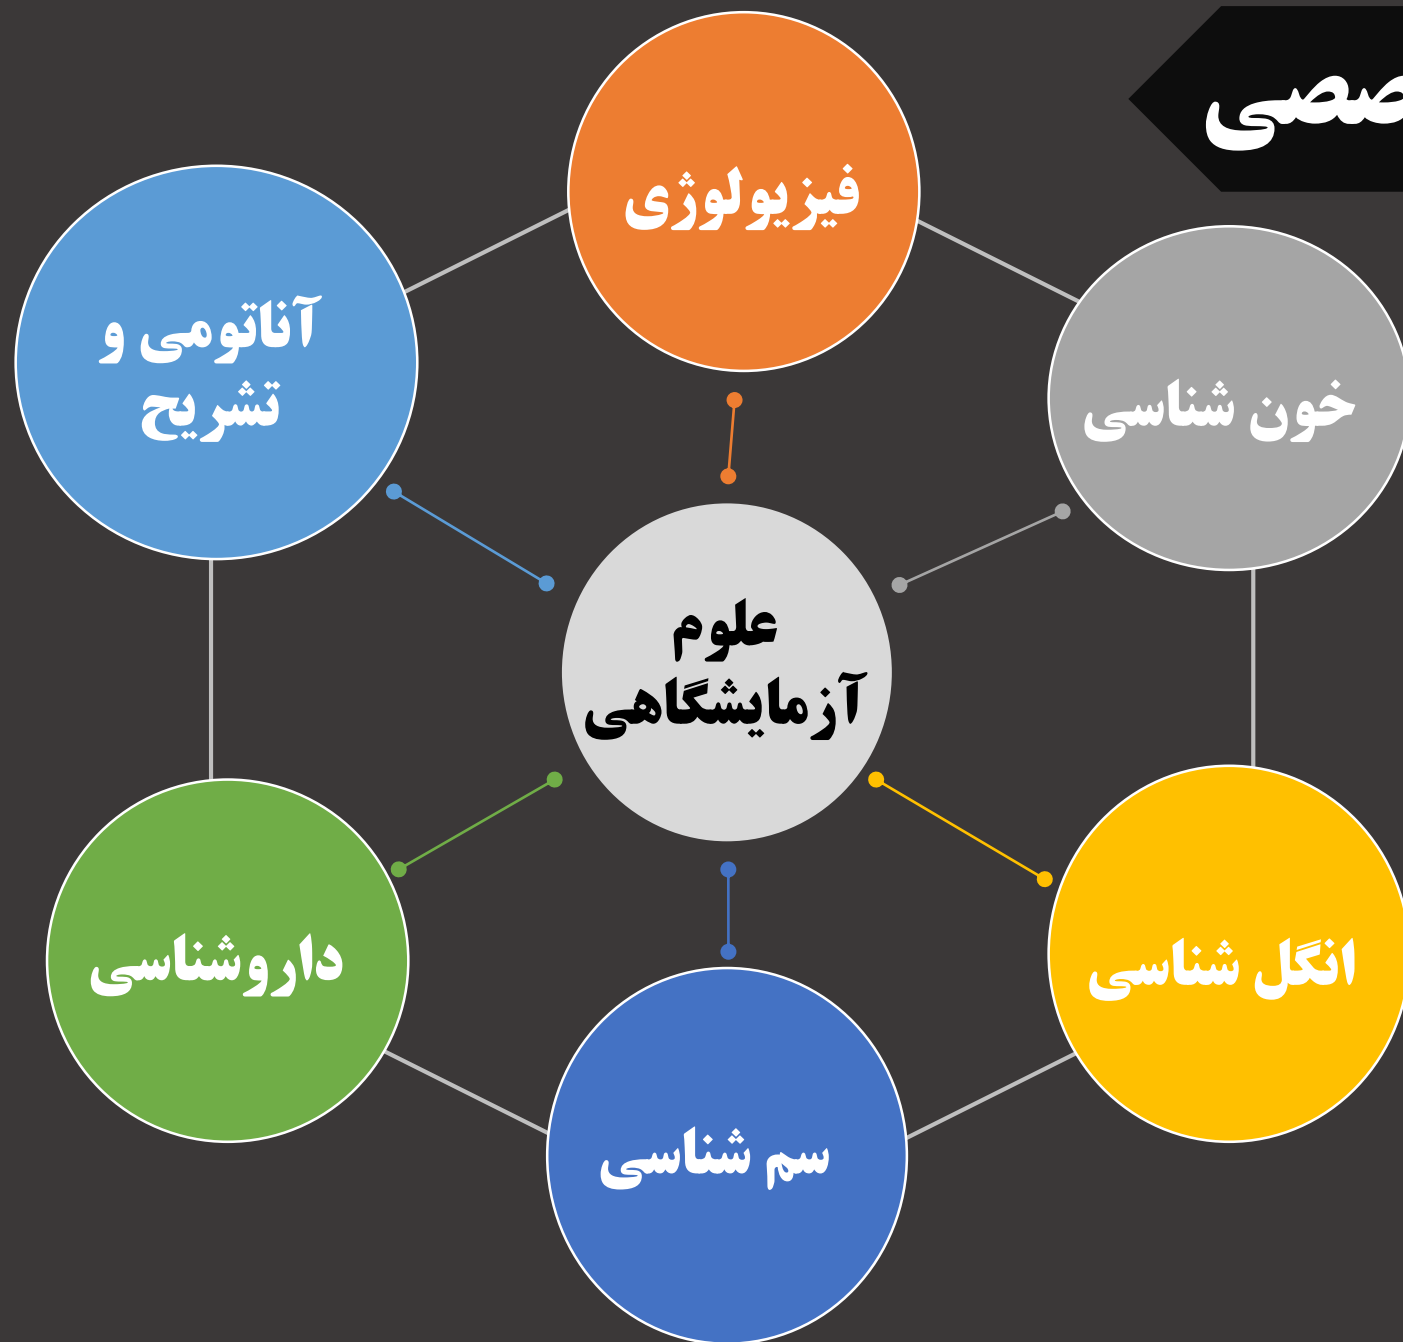 فیزیولوژی
خون شناسی
آناتومی و
تشریح
علوم
آزمایشگاهی
انگل شناسی
داروشناسی
سم شناسی